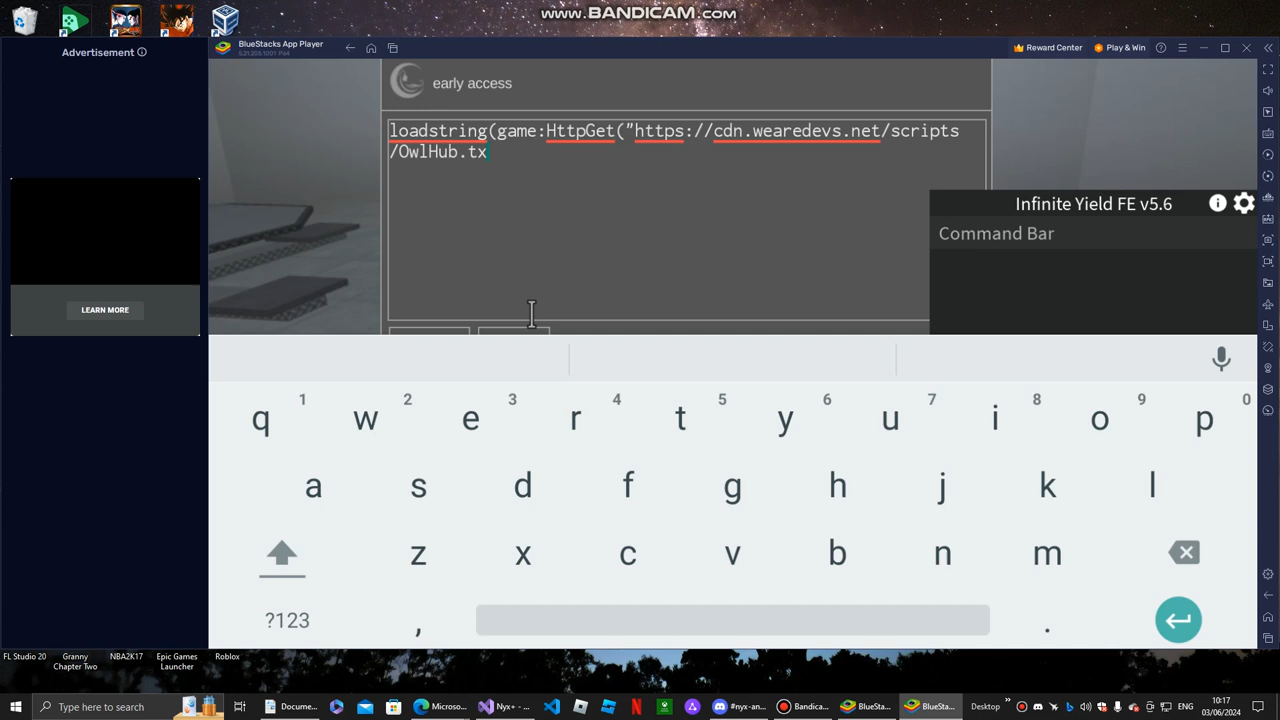 www.BANDICAM.com
BlueStacks App Player
Reward Center
Play & Win
Advertisement
early access
loadstring(game:HttpGet("https://cdn.wearedevs.net/scripts
/OwlHub.tx
Infinite Yield FE v5.6
Command Bar
LEARN MORE
1 2 3 4 5 6 7 8 9 0
q w e r t y u i o p
a s d f g h j k l
z x c v b n m
?123 , .
FL Studio 20
Granny Chapter Two
NBA2K17
Epic Games Launcher
Roblox
Type here to search
Docume...
Microso...
Nyx+ - ...
#nyx-an...
Bandica...
BlueSta...
BlueSta...
Desktop
10:17
03/06/2024